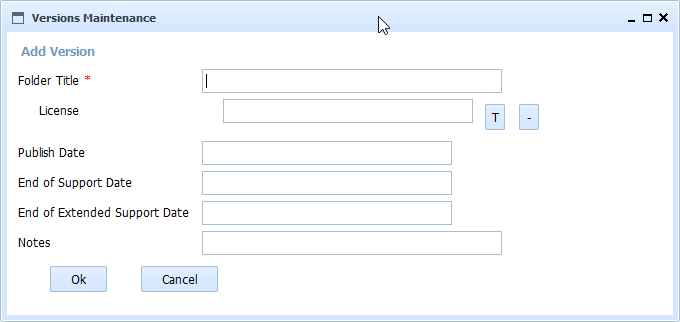 Versions Maintenance
Add Version
Folder Title *
License T -
Publish Date
End of Support Date
End of Extended Support Date
Notes
Ok Cancel